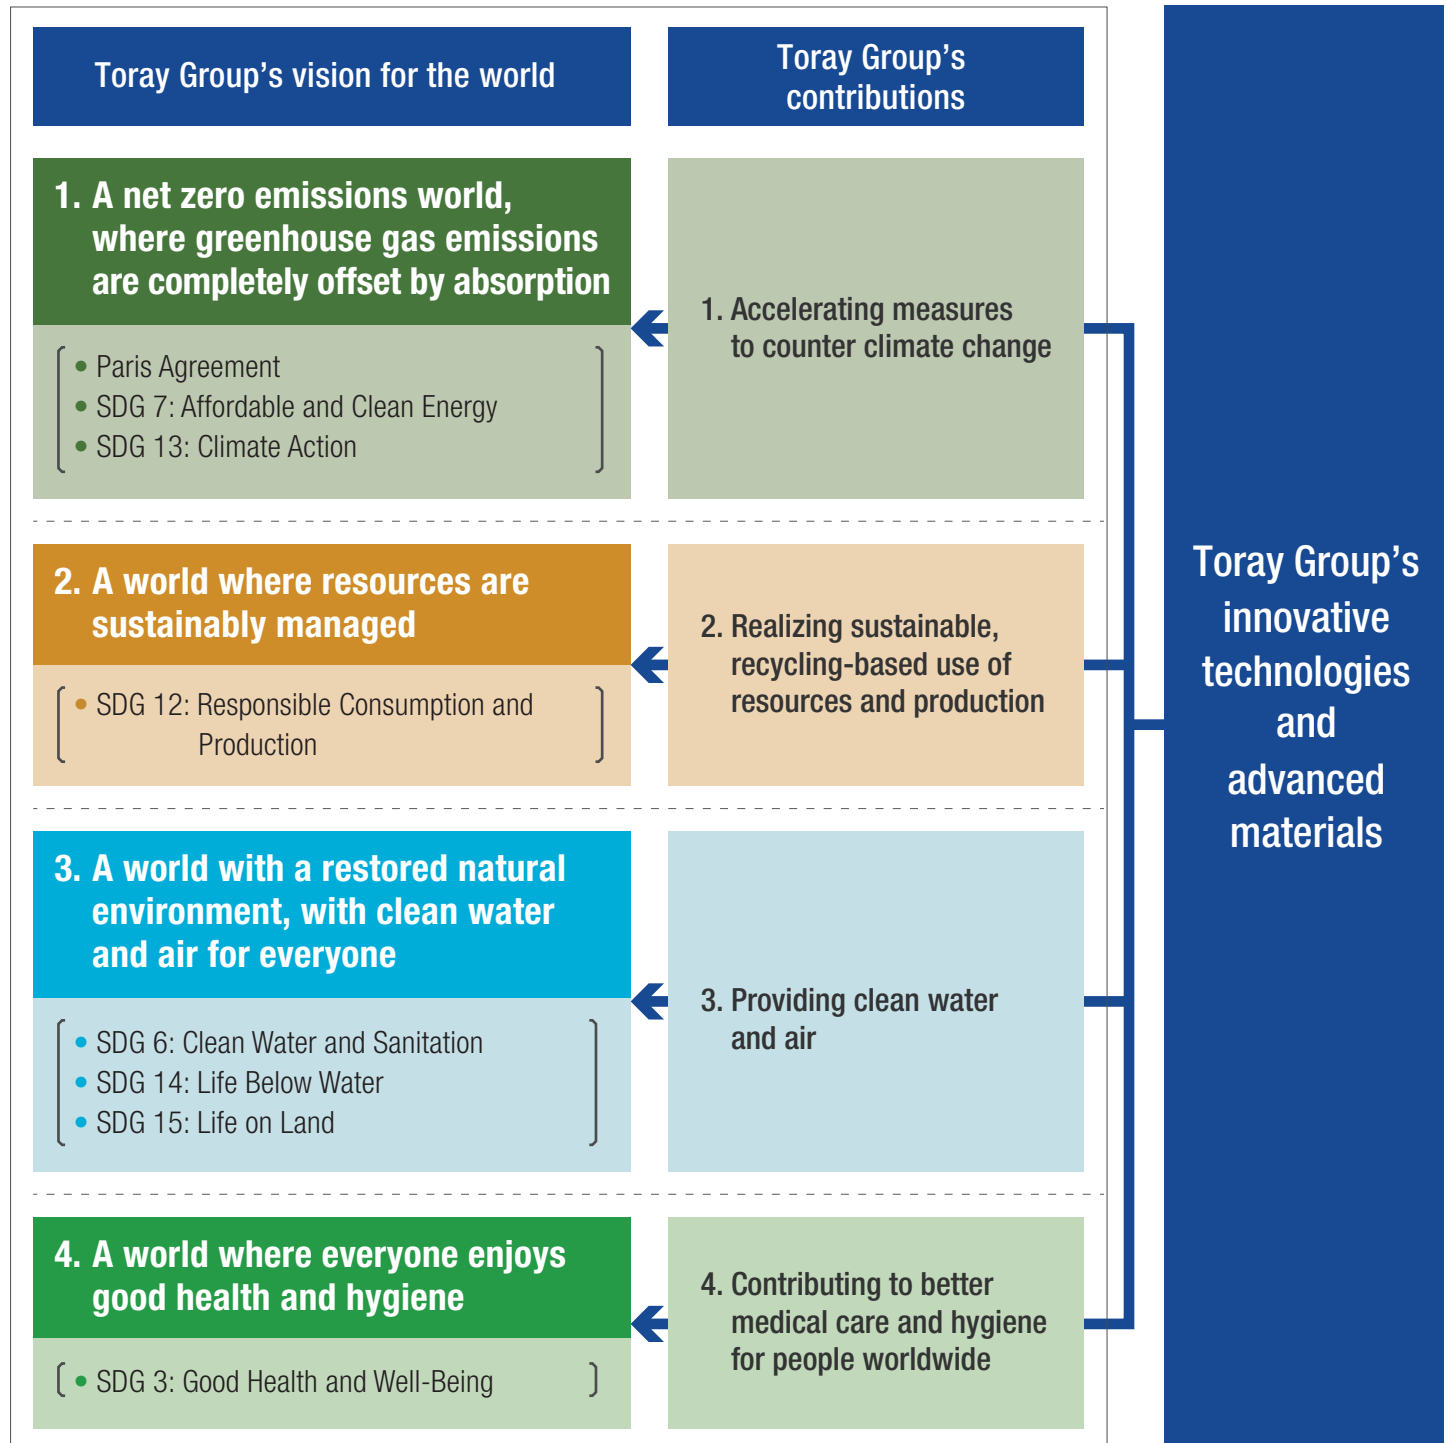 Toray Group's vision for the world
Toray Group's
contributions
1. A net zero emissions world,
where greenhouse gas emissions
are completely offset by absorption
• Paris Agreement
• SDG 7: Affordable and Clean Energy
• SDG 13: Climate Action
1. Accelerating measures
to counter climate change
2. A world where resources are
sustainably managed
• SDG 12: Responsible Consumption and
Production
2. Realizing sustainable,
recycling-based use of
resources and production
3. A world with a restored natural
environment, with clean water
and air for everyone
• SDG 6: Clean Water and Sanitation
• SDG 14: Life Below Water
• SDG 15: Life on Land
3. Providing clean water
and air
4. A world where everyone enjoys
good health and hygiene
• SDG 3: Good Health and Well-Being
4. Contributing to better
medical care and hygiene
for people worldwide
Toray Group's
innovative
technologies
and
advanced
materials